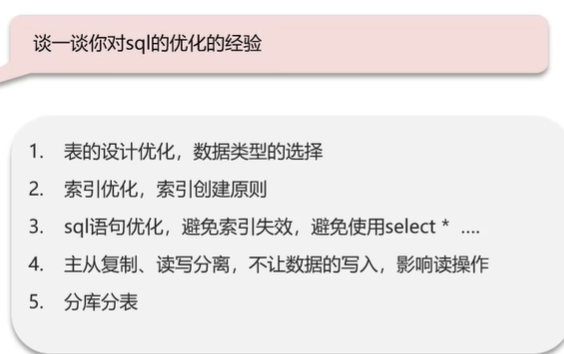 谈一谈你对sql的优化的经验
1. 表的设计优化，数据类型的选择
2. 索引优化，索引创建原则
3. sql语句优化，避免索引失效，避免使用select * ....
4. 主从复制、读写分离，不让数据的写入，影响读操作
5. 分库分表